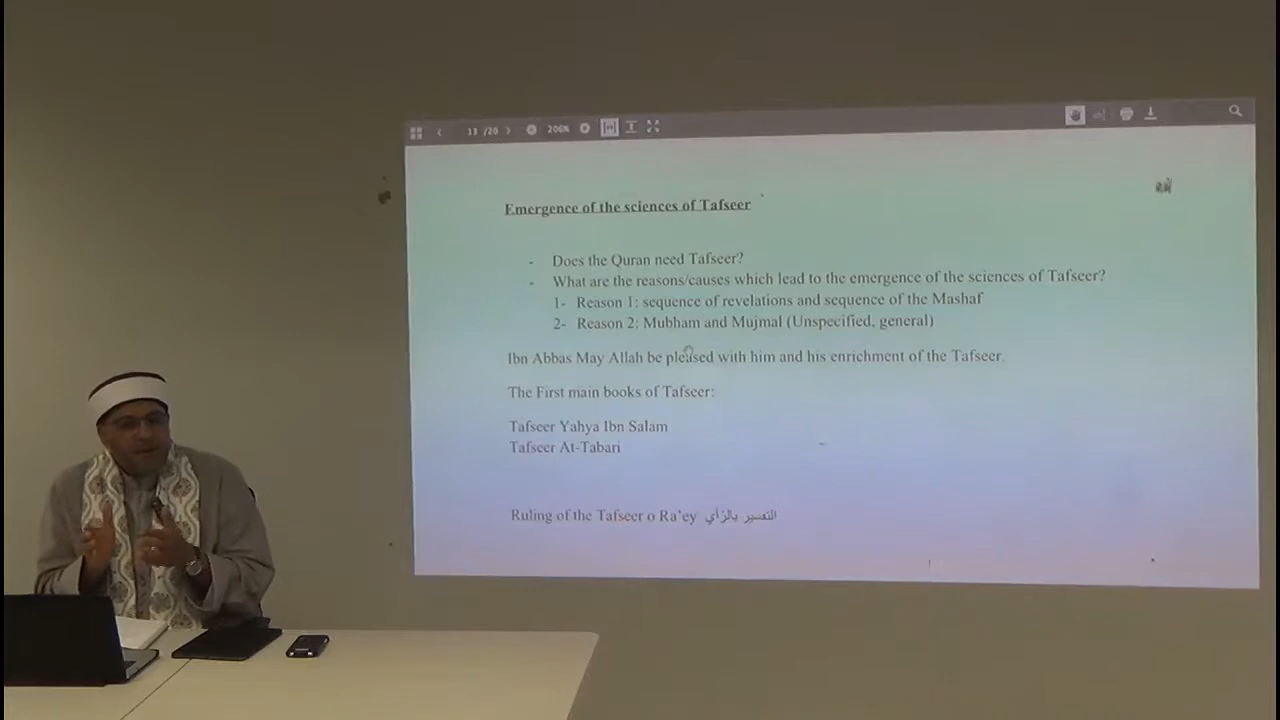 13 /20
206%
Emergence of the sciences of Tafseer
- Does the Quran need Tafseer?
- What are the reasons/causes which lead to the emergence of the sciences of Tafseer?
1- Reason 1: sequence of revelations and sequence of the Mashaf
2- Reason 2: Mubham and Mujmal (Unspecified, general)
Ibn Abbas May Allah be pleased with him and his enrichment of the Tafseer.
The First main books of Tafseer:
Tafseer Yahya Ibn Salam
Tafseer At-Tabari
Ruling of the Tafseer o Ra'ey التفسير بالرأي